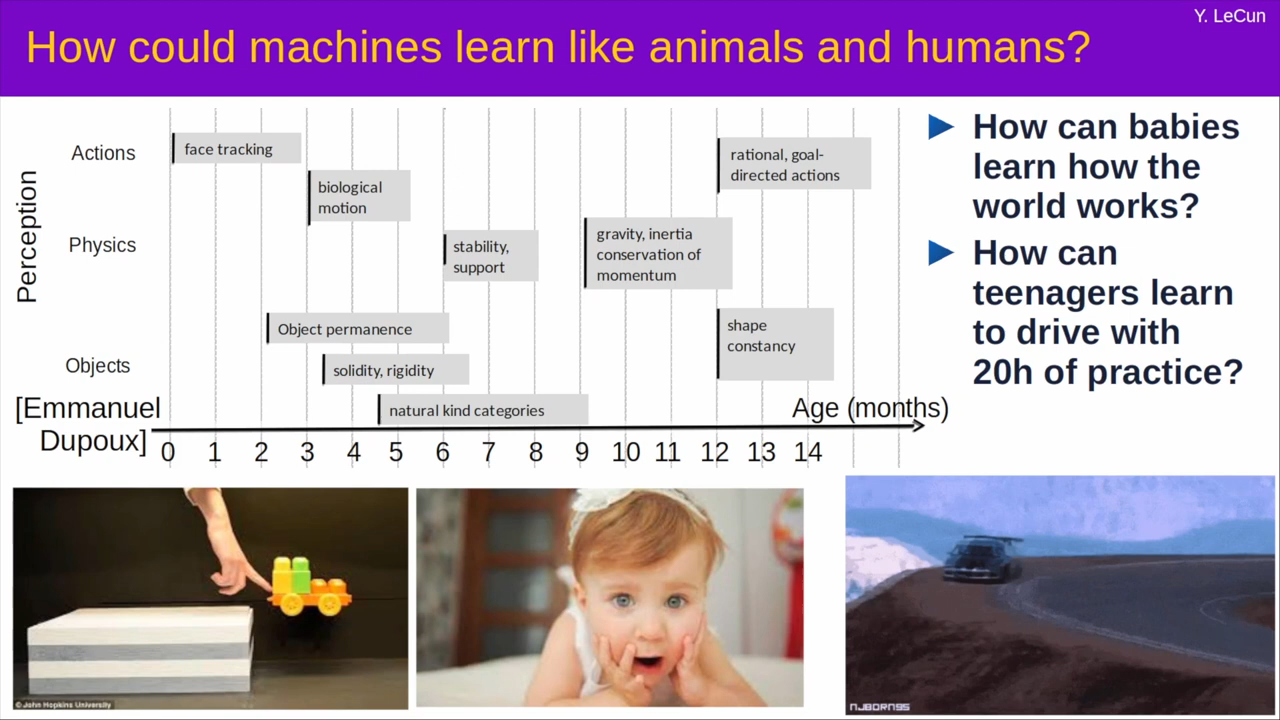 Y. LeCun
How could machines learn like animals and humans?
Perception
Actions
Physics
Objects
face tracking
biological
motion
rational, goal-
directed actions
stability,
support
gravity, inertia
conservation of
momentum
Object permanence
solidity, rigidity
shape
constancy
natural kind categories
[Emmanuel
Dupoux]
Age (months)
0 1 2 3 4 5 6 7 8 9 10 11 12 13 14
How can babies
learn how the
world works?
How can
teenagers learn
to drive with
20h of practice?
© John Hopkins University
NJBORN95